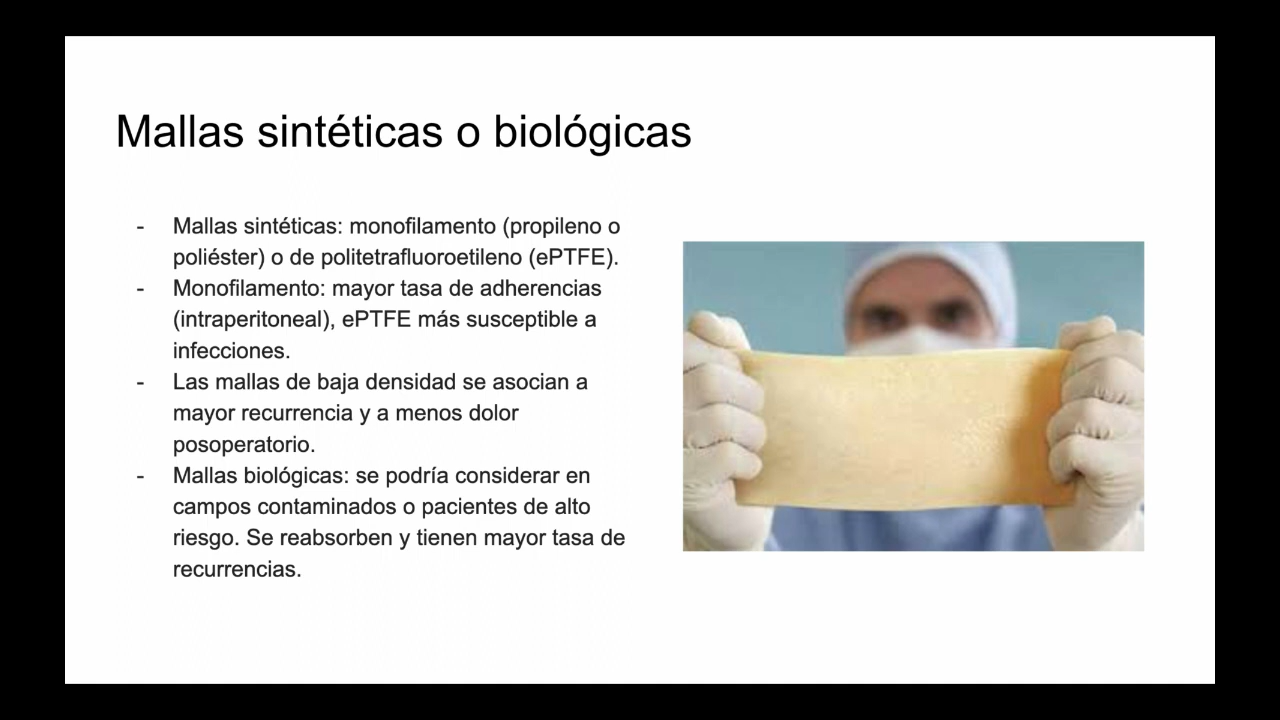 Mallas sintéticas o biológicas
- Mallas sintéticas: monofilamento (propileno o
poliéster) o de politetrafluoroetileno (ePTFE).
- Monofilamento: mayor tasa de adherencias
(intraperitoneal), ePTFE más susceptible a
infecciones.
- Las mallas de baja densidad se asocian a
mayor recurrencia y a menos dolor
posoperatorio.
- Mallas biológicas: se podría considerar en
campos contaminados o pacientes de alto
riesgo. Se reabsorben y tienen mayor tasa de
recurrencias.